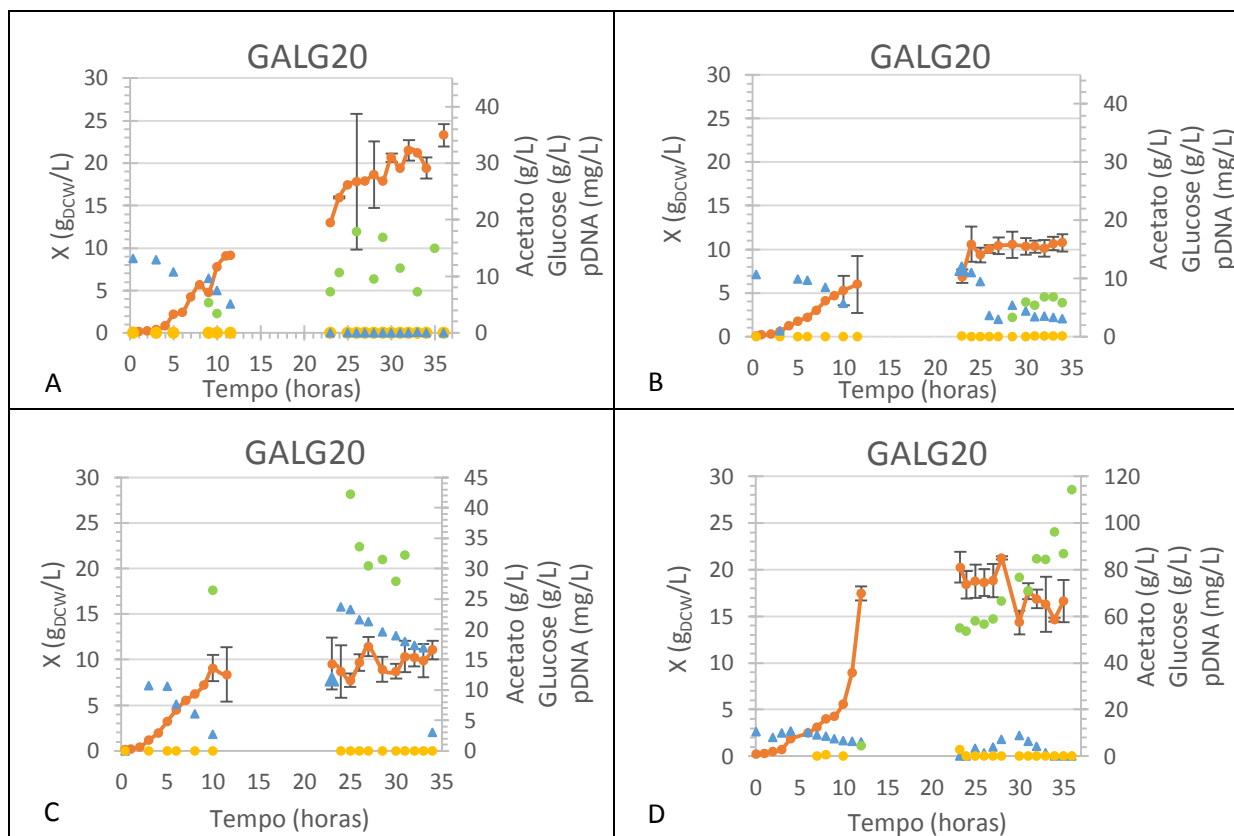 GALG20
30
25
20
15
10
5
0
X (gDCW/L)
40
30
20
10
0
Acetato (g/L)
Glucose (g/L)
pDNA (mg/L)
0 5 10 15 20 25 30 35
Tempo (horas)
A
GALG20
30
25
20
15
10
5
0
X (gDCW/L)
40
30
20
10
0
Acetato (g/L)
Glucose (g/L)
pDNA (mg/L)
0 5 10 15 20 25 30 35
Tempo (horas)
B
GALG20
30
25
20
15
10
5
0
X (gDCW/L)
45
40
35
30
25
20
15
10
5
0
Acetato (g/L)
GLucose (g/L)
pDNA (mg/L)
0 5 10 15 20 25 30 35
Tempo (horas)
C
GALG20
30
25
20
15
10
5
0
X (gDCW/L)
120
100
80
60
40
20
0
Acetato (g/L)
GLucose (g/L)
pDNA (mg/L)
0 5 10 15 20 25 30 35
Tempo (horas)
D